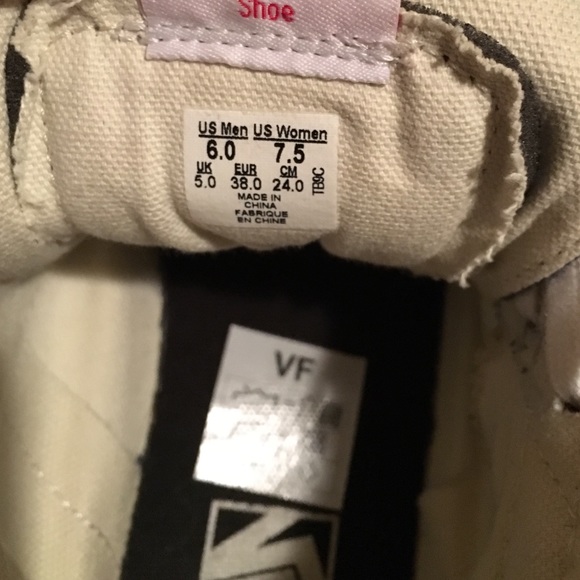 Shoe
US Men US Women
6.0 7.5
UK EUR CM
5.0 38.0 24.0
TB9C
MADE IN
CHINA
FABRIQUE
EN CHINE
VF